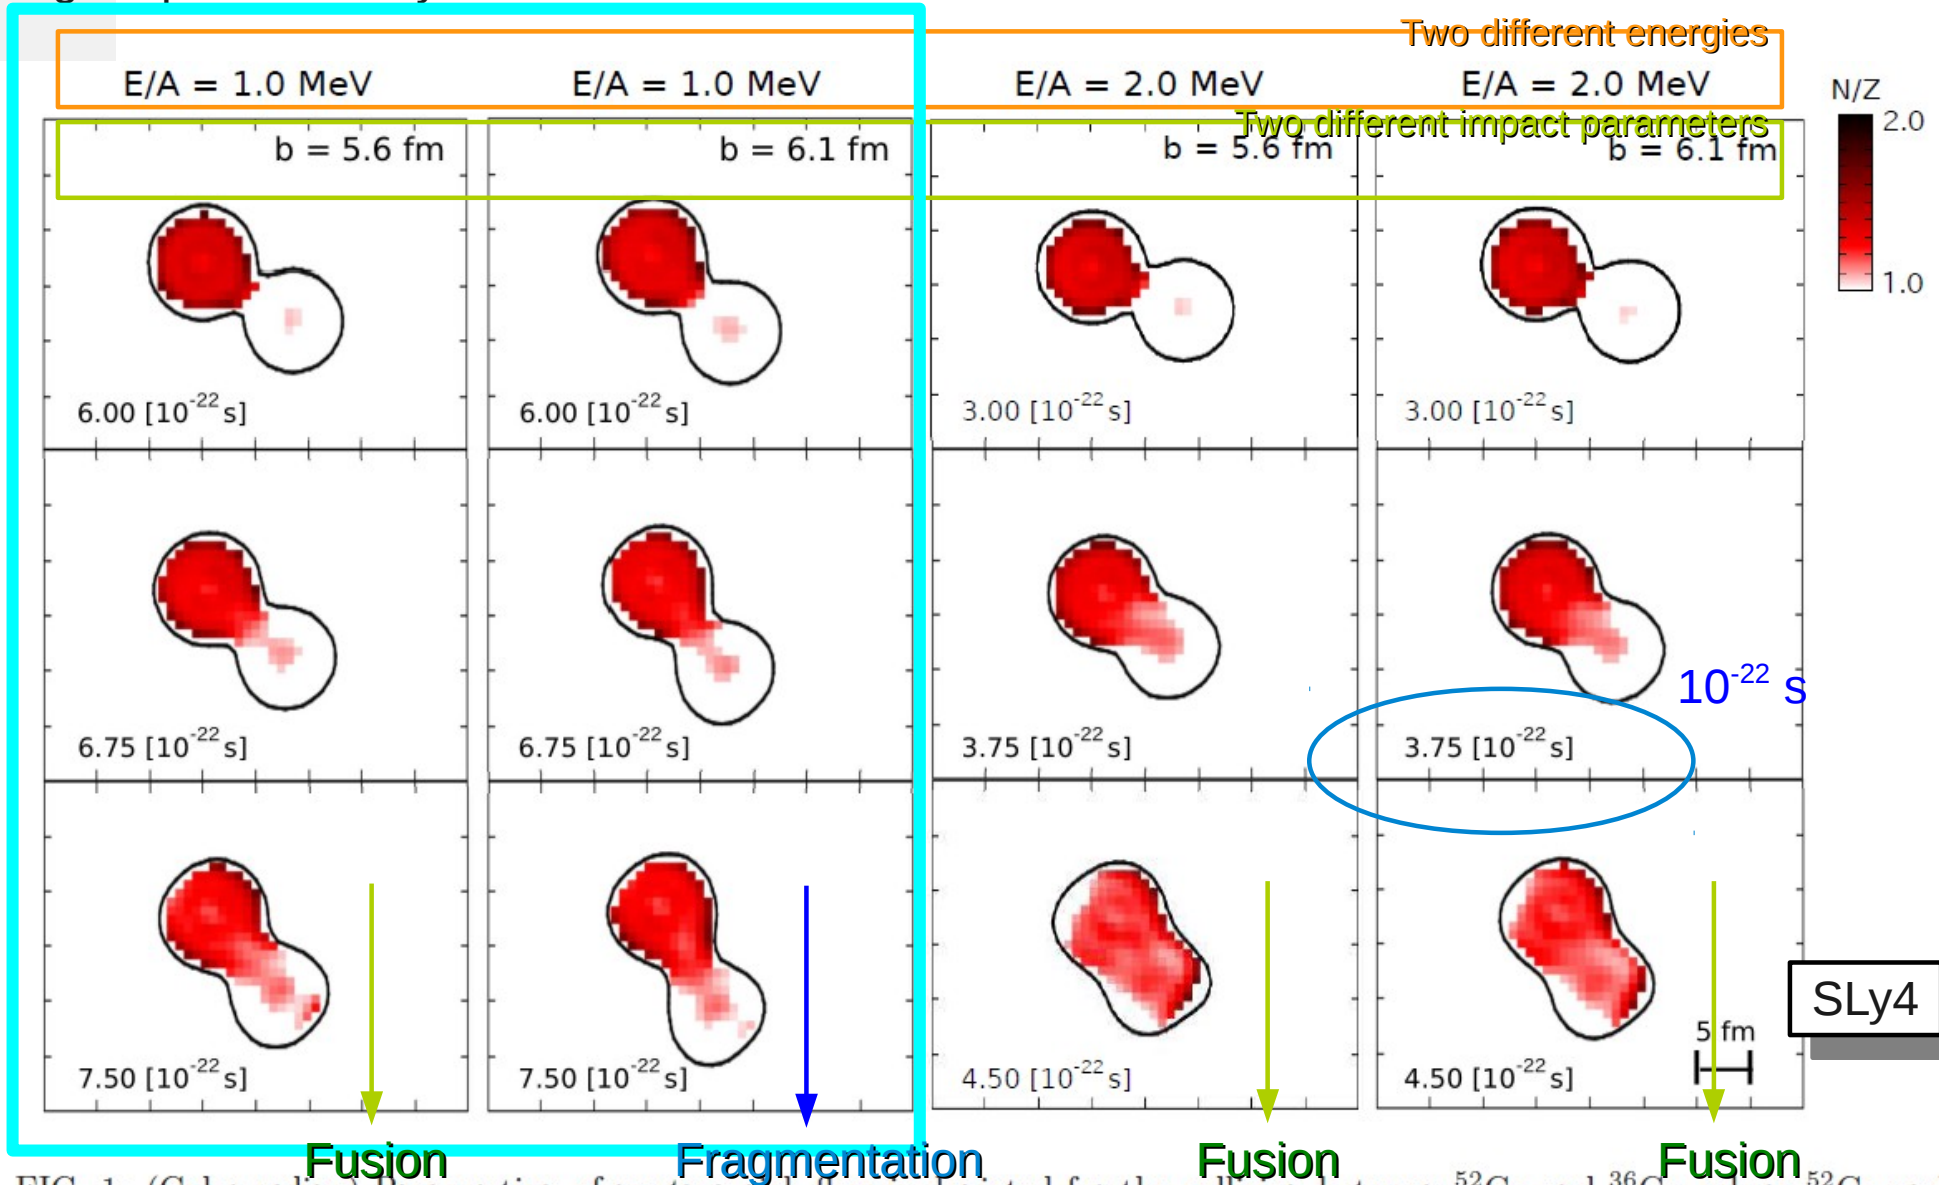 Two different energies
E/A = 1.0 MeV E/A = 1.0 MeV E/A = 2.0 MeV E/A = 2.0 MeV
N/Z
2.0
1.0
Two different impact parameters
b = 5.6 fm b = 6.1 fm b = 5.6 fm b = 6.1 fm
6.00 [10⁻²² s] 6.00 [10⁻²² s] 3.00 [10⁻²² s] 3.00 [10⁻²² s]
10⁻²² s
6.75 [10⁻²² s] 6.75 [10⁻²² s] 3.75 [10⁻²² s] 3.75 [10⁻²² s]
SLy4
5 fm
7.50 [10⁻²² s] 7.50 [10⁻²² s] 4.50 [10⁻²² s] 4.50 [10⁻²² s]
Fusion Fragmentation Fusion Fusion